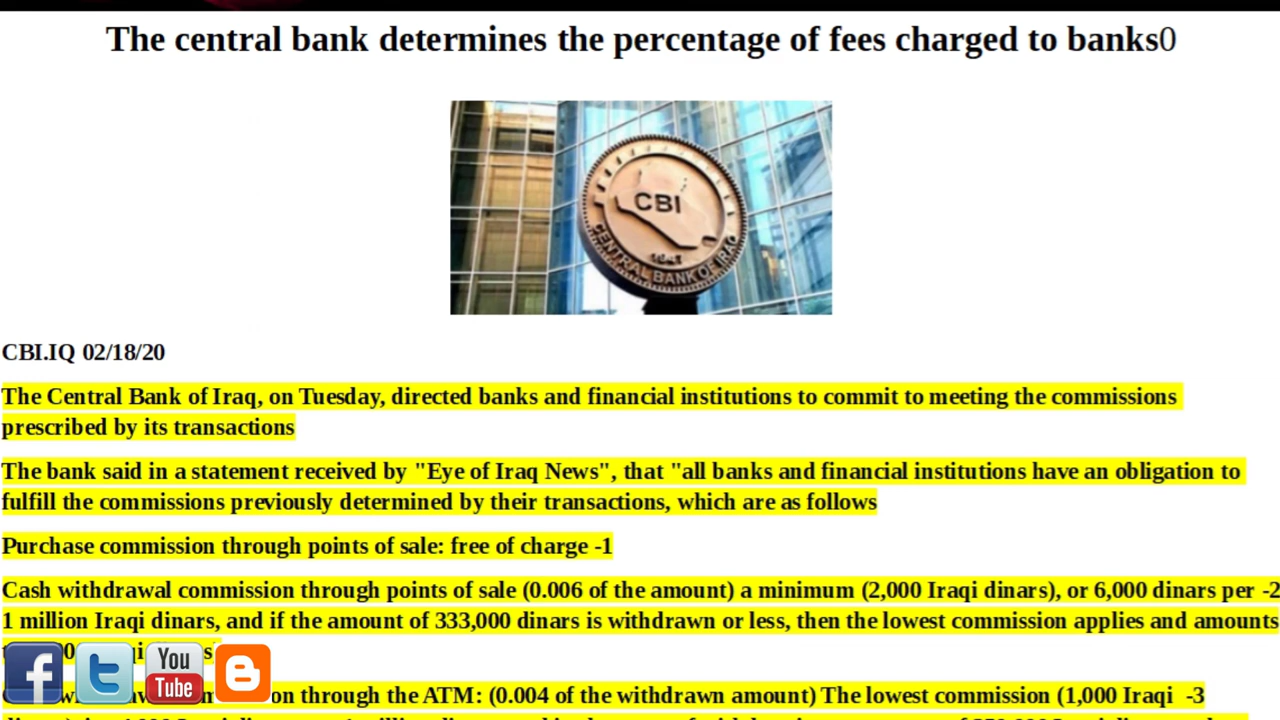 The central bank determines the percentage of fees charged to banks0
CBI
1947
CENTRAL BANK OF IRAQ
CBI.IQ 02/18/20
The Central Bank of Iraq, on Tuesday, directed banks and financial institutions to commit to meeting the commissions
prescribed by its transactions
The bank said in a statement received by "Eye of Iraq News", that "all banks and financial institutions have an obligation to
fulfill the commissions previously determined by their transactions, which are as follows
Purchase commission through points of sale: free of charge -1
Cash withdrawal commission through points of sale (0.006 of the amount) a minimum (2,000 Iraqi dinars), or 6,000 dinars per -2
1 million Iraqi dinars, and if the amount of 333,000 dinars is withdrawn or less, then the lowest commission applies and amounts
f t You Tube B
through the ATM: (0.004 of the withdrawn amount) The lowest commission (1,000 Iraqi -3